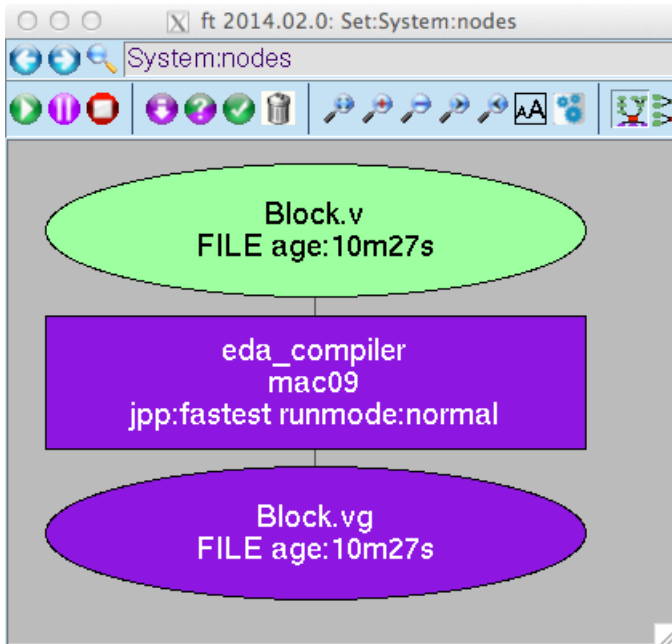 ft 2014.02.0: Set:System:nodes
System:nodes
AA
Block.v
FILE age:10m27s
eda_compiler
mac09
jpp:fastest runmode:normal
Block.vg
FILE age:10m27s